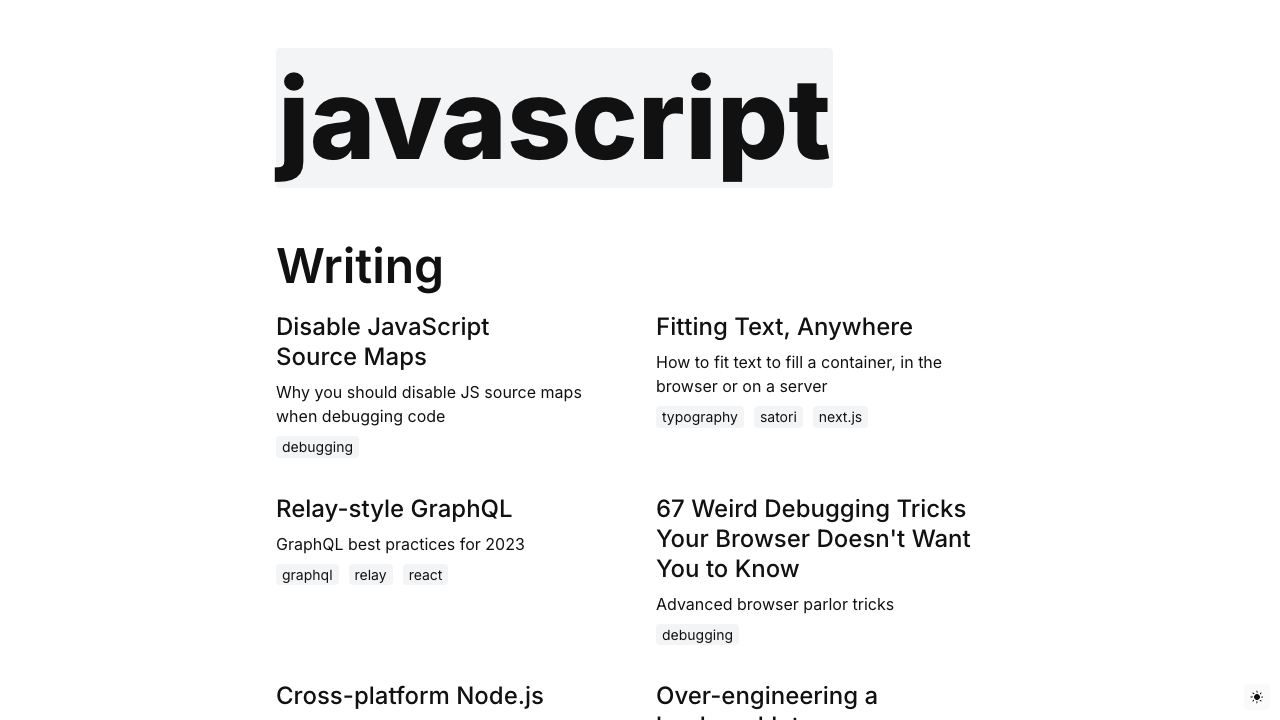 javascript
Writing
Disable JavaScript
Source Maps
Why you should disable JS source maps
when debugging code
debugging
Fitting Text, Anywhere
How to fit text to fill a container, in the
browser or on a server
typography satori next.js
Relay-style GraphQL
GraphQL best practices for 2023
graphql relay react
67 Weird Debugging Tricks
Your Browser Doesn't Want
You to Know
Advanced browser parlor tricks
debugging
Cross-platform Node.js
Over-engineering a